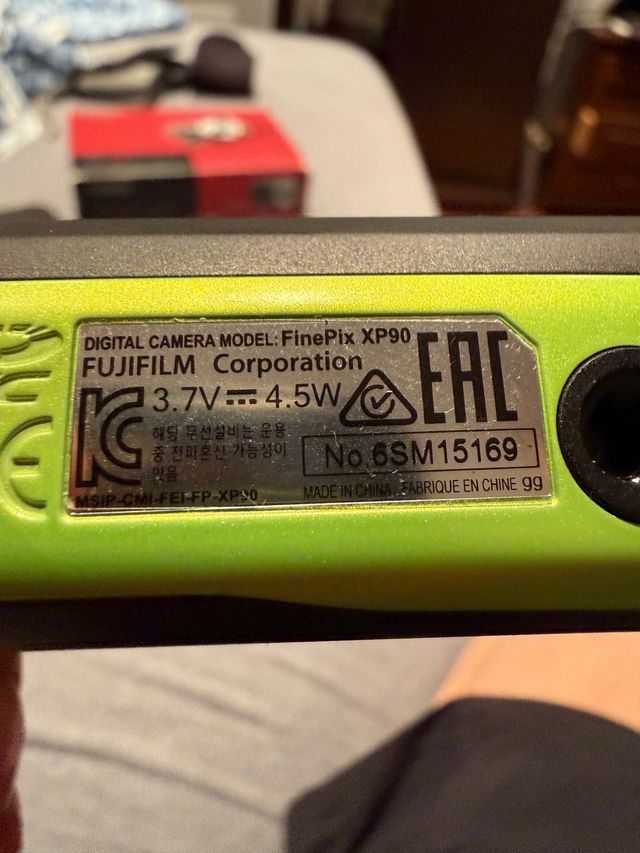 DIGITAL CAMERA MODEL: FinePix XP90
FUJIFILM Corporation
3.7V ⎓ 4.5W
EAC
해당 무선설비는 운용
중 전파혼신 가능성이
있음
No.6SM15169
MSIP-CMI-FEI-FP-XP90
MADE IN CHINA / FABRIQUE EN CHINE gg
CE